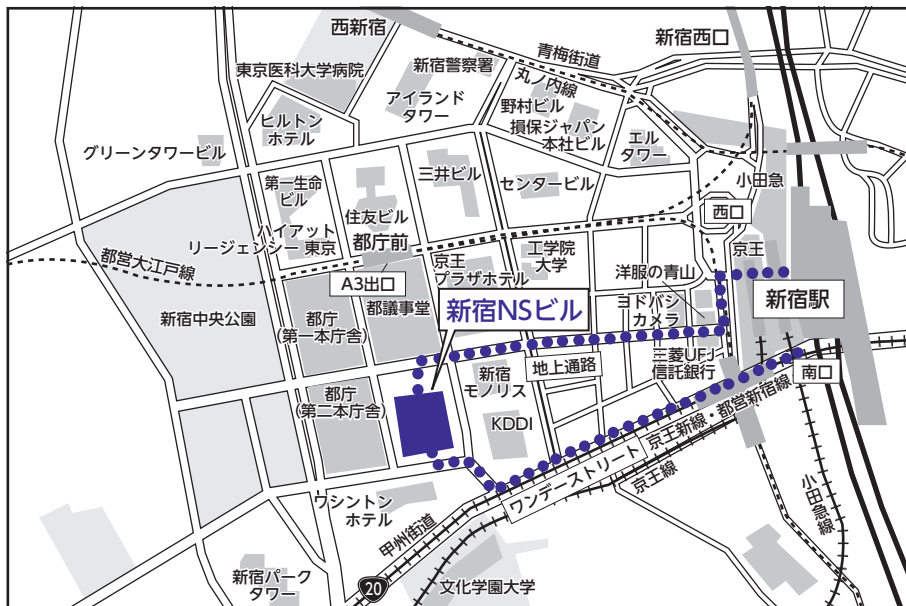 西新宿
新宿西口
青梅街道
丸ノ内線
東京医科大学病院
新宿警察署
アイランド
タワー
野村ビル
損保ジャパン
本社ビル
エル
タワー
ヒルトン
ホテル
グリーンタワービル
三井ビル
センタービル
小田急
第一生命
ビル
住友ビル
西口
ハイアット
リージェンシー 東京
都庁前
工学院
大学
京王
都営大江戸線
A3出口
京王
プラザホテル
洋服の青山
新宿中央公園
都庁
(第一本庁舎)
都議事堂
新宿NSビル
ヨドバシ
カメラ
新宿駅
地上通路
三菱UFJ
信託銀行
南口
都庁
(第二本庁舎)
新宿
モノリス
KDDI
京王新線・都営新宿線
ワンデーストリート
京王線
小田急線
ワシントン
ホテル
甲州街道
20
新宿パーク
タワー
文化学園大学